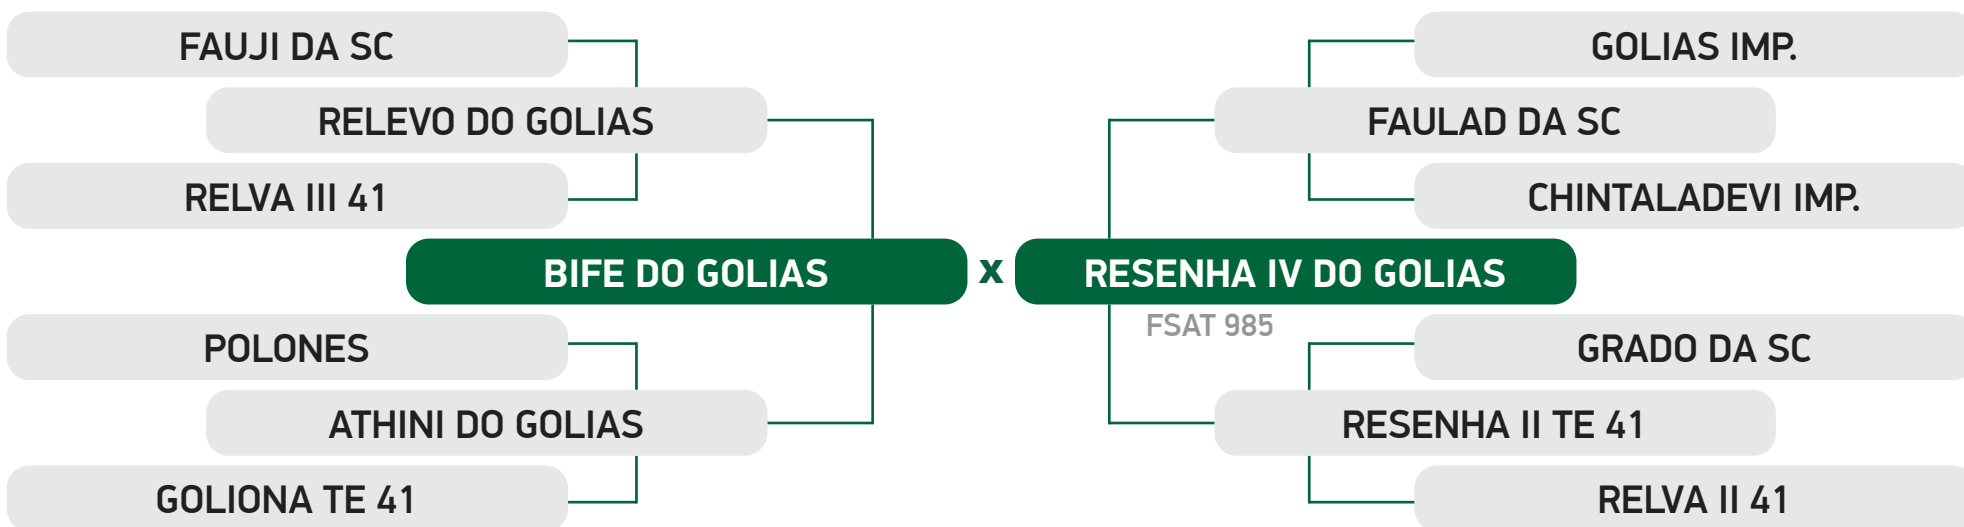 FAUJI DA SC
GOLIAS IMP.
RELEVO DO GOLIAS
FAULAD DA SC
RELVA III 41
CHINTALADEVI IMP.
BIFE DO GOLIAS x RESENHA IV DO GOLIAS
FSAT 985
POLONES
GRADO DA SC
ATHINI DO GOLIAS
RESENHA II TE 41
GOLIONA TE 41
RELVA II 41